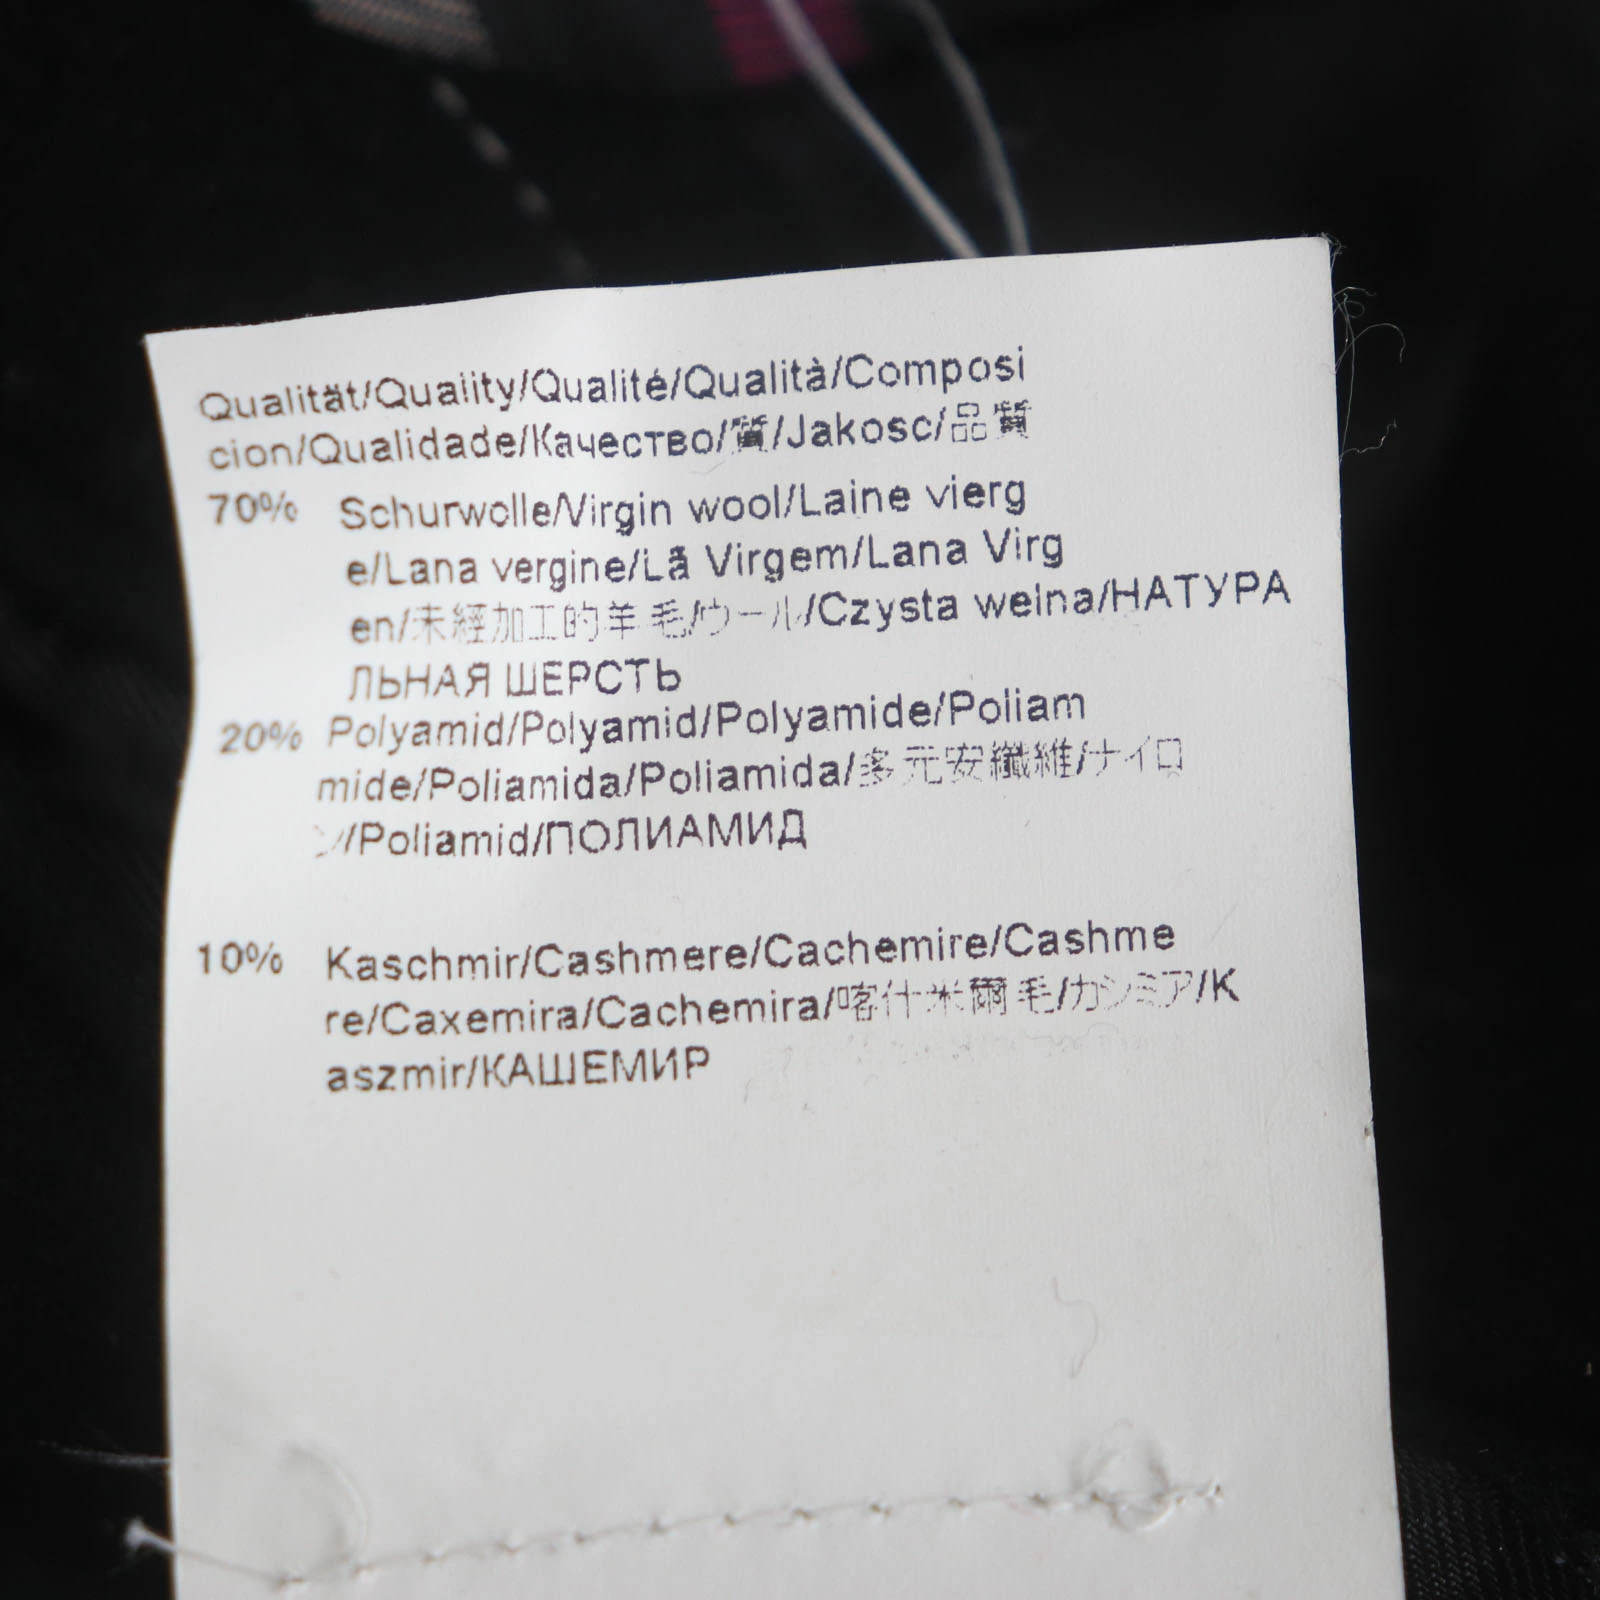 Qualität/Quality/Qualité/Qualità/Composi
cion/Qualidade/Качество/質/Jakosc/品質
70% Schurwolle/Virgin wool/Laine vierg
e/Lana vergine/Lã Virgem/Lana Virg
en/未經加工的羊毛/ウール/Czysta welna/НАТУРА
ЛЬНАЯ ШЕРСТЬ
20% Polyamid/Polyamid/Polyamide/Poliam
mide/Poliamida/Poliamida/多元安纖維/ナイロ
ン/Poliamid/ПОЛИАМИД
10% Kaschmir/Cashmere/Cachemire/Cashme
re/Caxemira/Cachemira/喀什米爾毛/カシミア/K
aszmir/КАШЕМИР